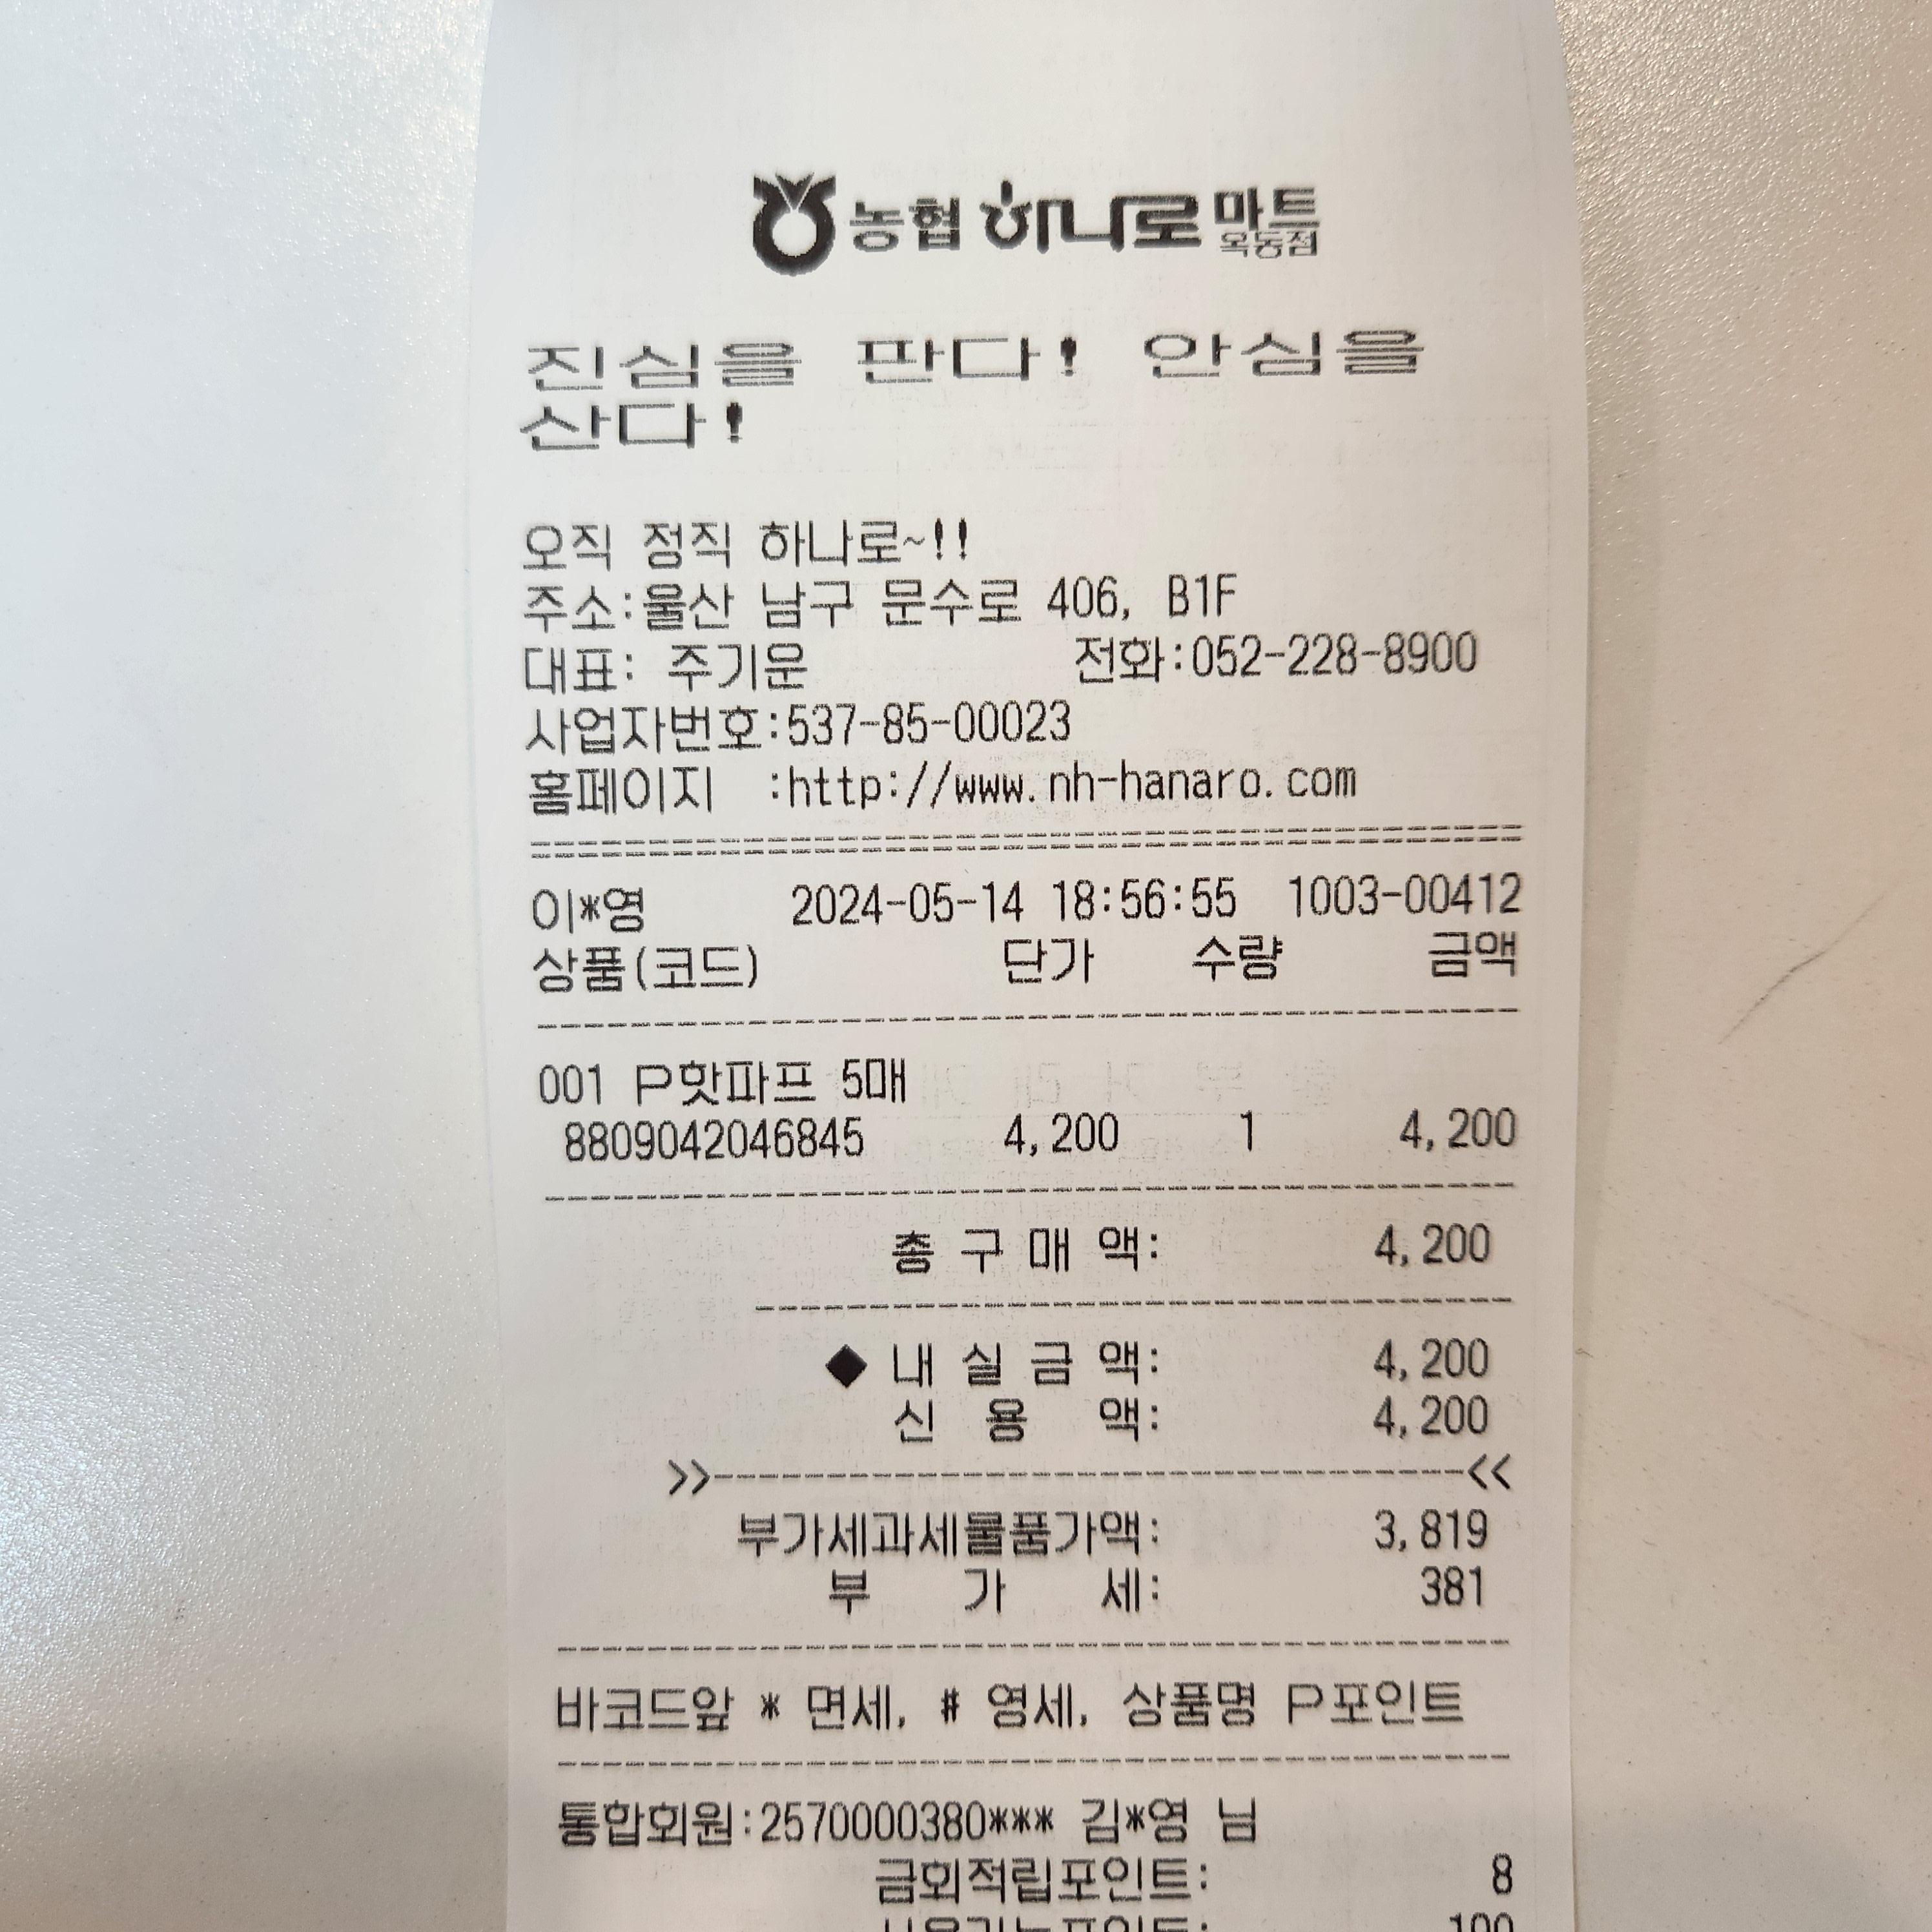 농협 하나로마트
옥동점
진심을 판다! 안심을
산다!
오직 정직 하나로~!!
주소:울산 남구 문수로 406, B1F
대표: 주기운 전화:052-228-8900
사업자번호:537-85-00023
홈페이지 :http://www.nh-hanaro.com
이*영 2024-05-14 18:56:55 1003-00412
상품(코드) 단가 수량 금액
001 P핫파프 5매
8809042046845 4,200 1 4,200
총 구 매 액: 4,200
◆ 내 실 금 액: 4,200
신 용 액: 4,200
>>------------------------------<<
부가세과세물품가액: 3,819
부 가 세: 381
바코드앞 * 면세, # 영세, 상품명 P포인트
통합회원:2570000380*** 김*영 님
금회적립포인트: 8